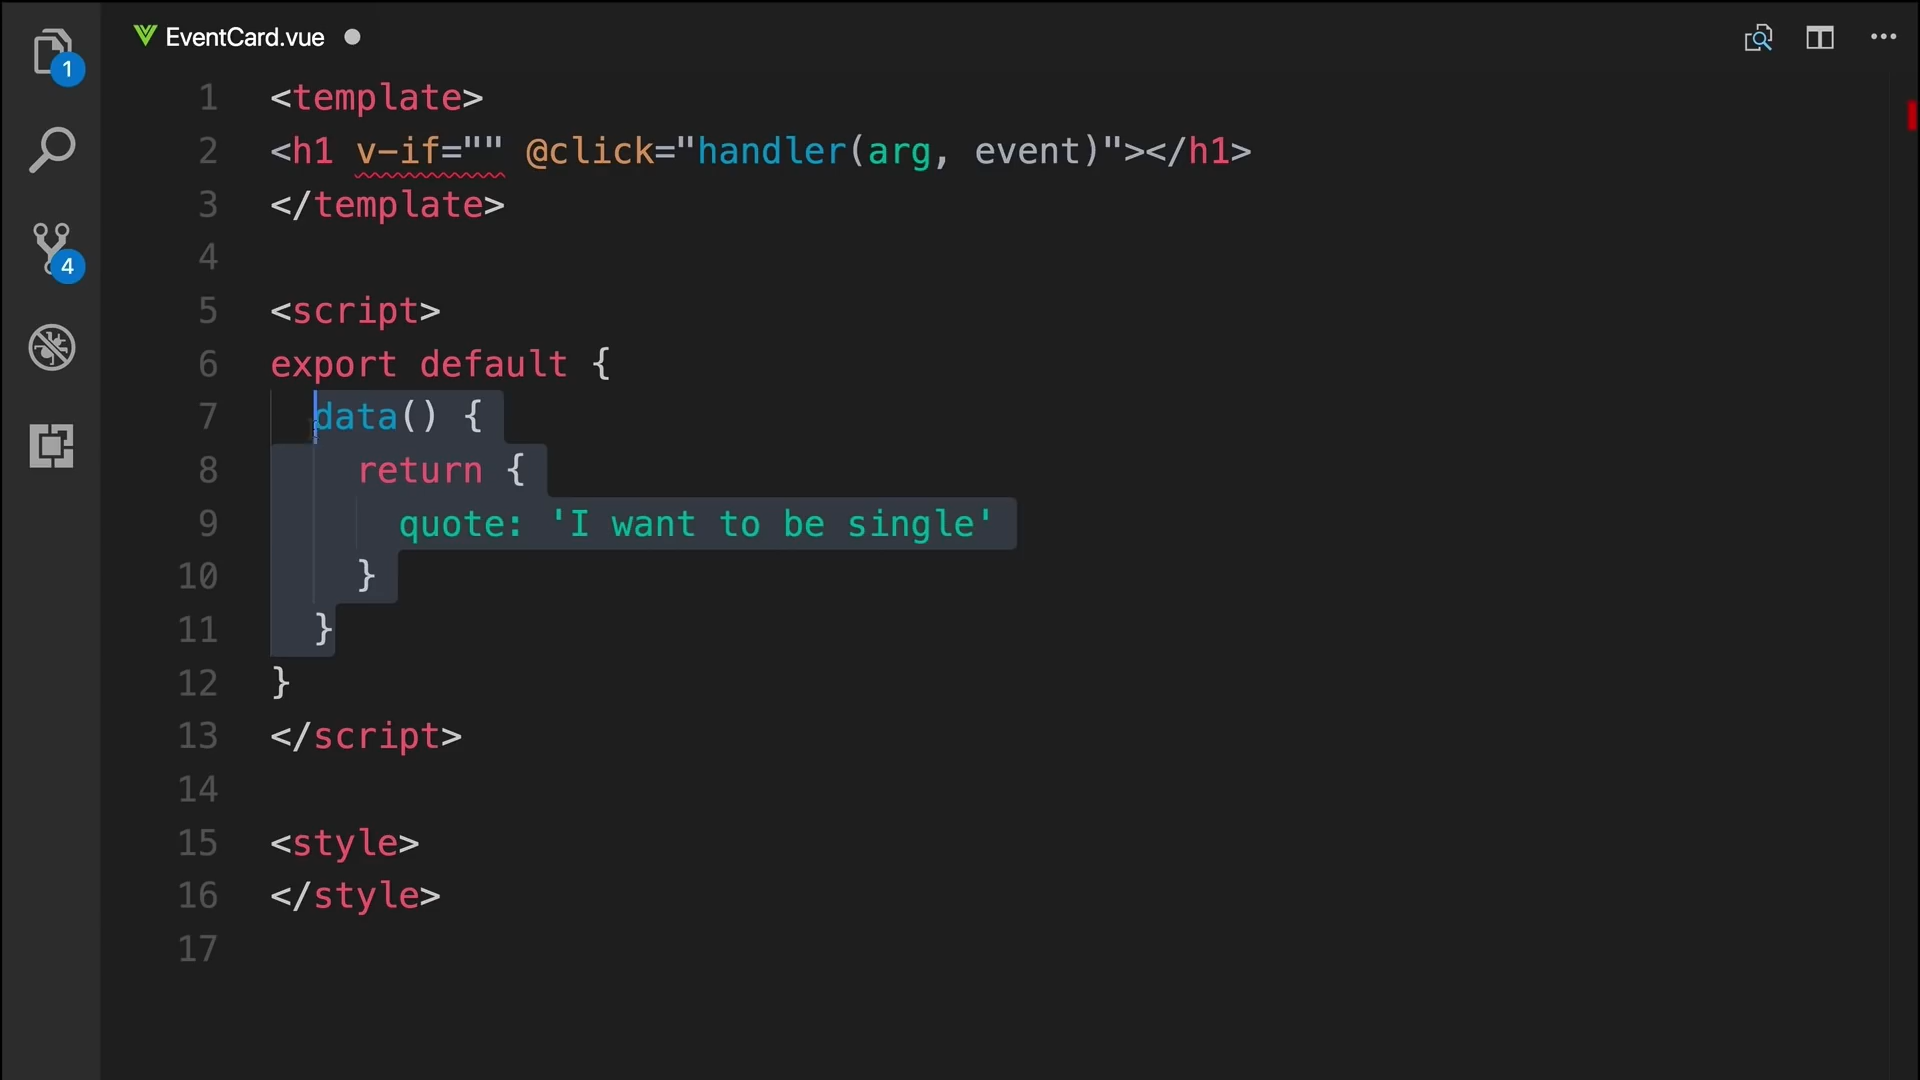 EventCard.vue
1
4
1 <template>
2 <h1 v-if="" @click="handler(arg, event)"></h1>
3 </template>
4
5 <script>
6 export default {
7   data() {
8     return {
9       quote: 'I want to be single'
10     }
11   }
12 }
13 </script>
14
15 <style>
16 </style>
17